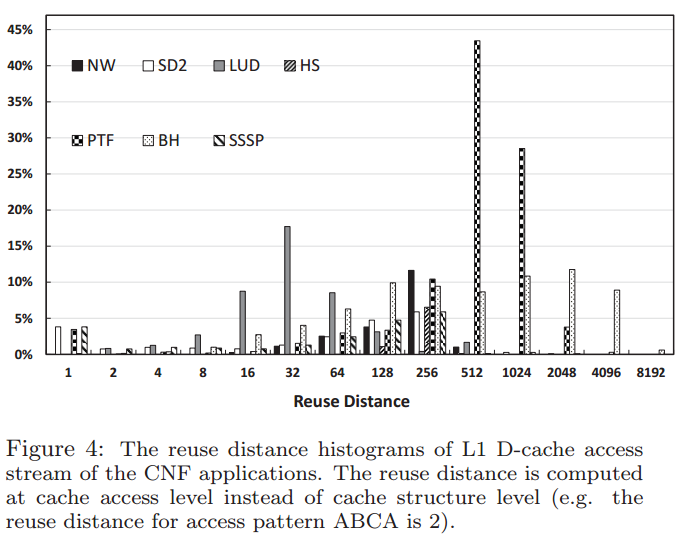 45%
40%
35%
30%
25%
20%
15%
10%
5%
0%
NW SD2 LUD HS
PTF BH SSSP
1 2 4 8 16 32 64 128 256 512 1024 2048 4096 8192
Reuse Distance
Figure 4: The reuse distance histograms of L1 D-cache access
stream of the CNF applications. The reuse distance is computed
at cache access level instead of cache structure level (e.g. the
reuse distance for access pattern ABCA is 2).